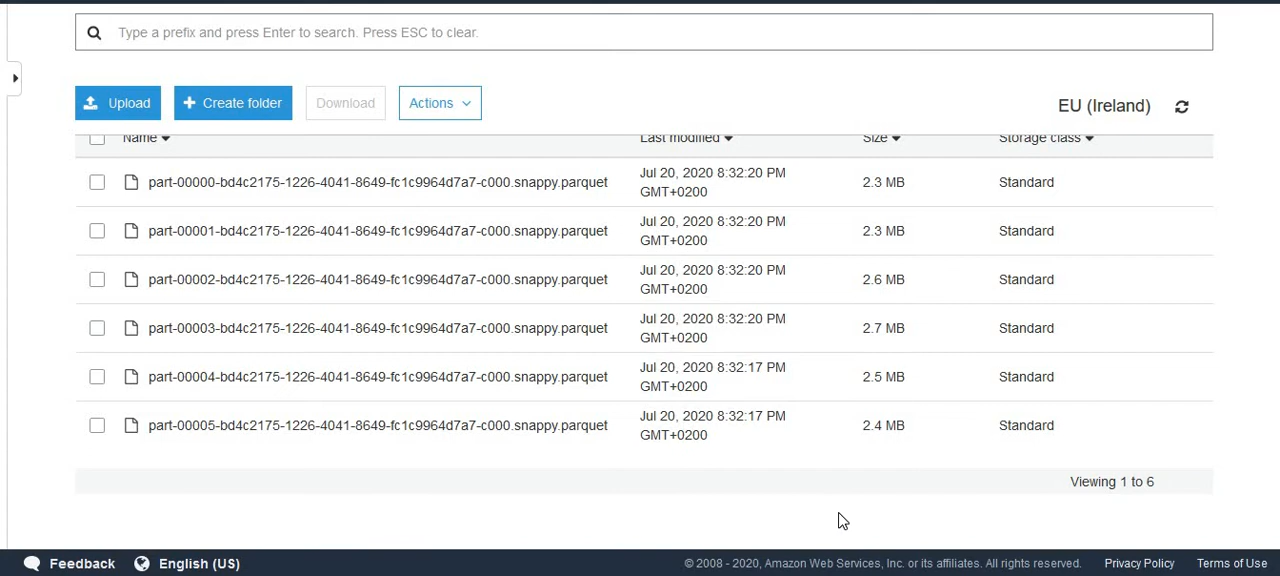 Type a prefix and press Enter to search. Press ESC to clear.
Upload
Create folder
Download
Actions
EU (Ireland)
Name Last modified Size Storage class
part-00000-bd4c2175-1226-4041-8649-fc1c9964d7a7-c000.snappy.parquet Jul 20, 2020 8:32:20 PM GMT+0200 2.3 MB Standard
part-00001-bd4c2175-1226-4041-8649-fc1c9964d7a7-c000.snappy.parquet Jul 20, 2020 8:32:20 PM GMT+0200 2.3 MB Standard
part-00002-bd4c2175-1226-4041-8649-fc1c9964d7a7-c000.snappy.parquet Jul 20, 2020 8:32:20 PM GMT+0200 2.6 MB Standard
part-00003-bd4c2175-1226-4041-8649-fc1c9964d7a7-c000.snappy.parquet Jul 20, 2020 8:32:20 PM GMT+0200 2.7 MB Standard
part-00004-bd4c2175-1226-4041-8649-fc1c9964d7a7-c000.snappy.parquet Jul 20, 2020 8:32:17 PM GMT+0200 2.5 MB Standard
part-00005-bd4c2175-1226-4041-8649-fc1c9964d7a7-c000.snappy.parquet Jul 20, 2020 8:32:17 PM GMT+0200 2.4 MB Standard
Viewing 1 to 6
Feedback English (US) © 2008 - 2020, Amazon Web Services, Inc. or its affiliates. All rights reserved. Privacy Policy Terms of Use